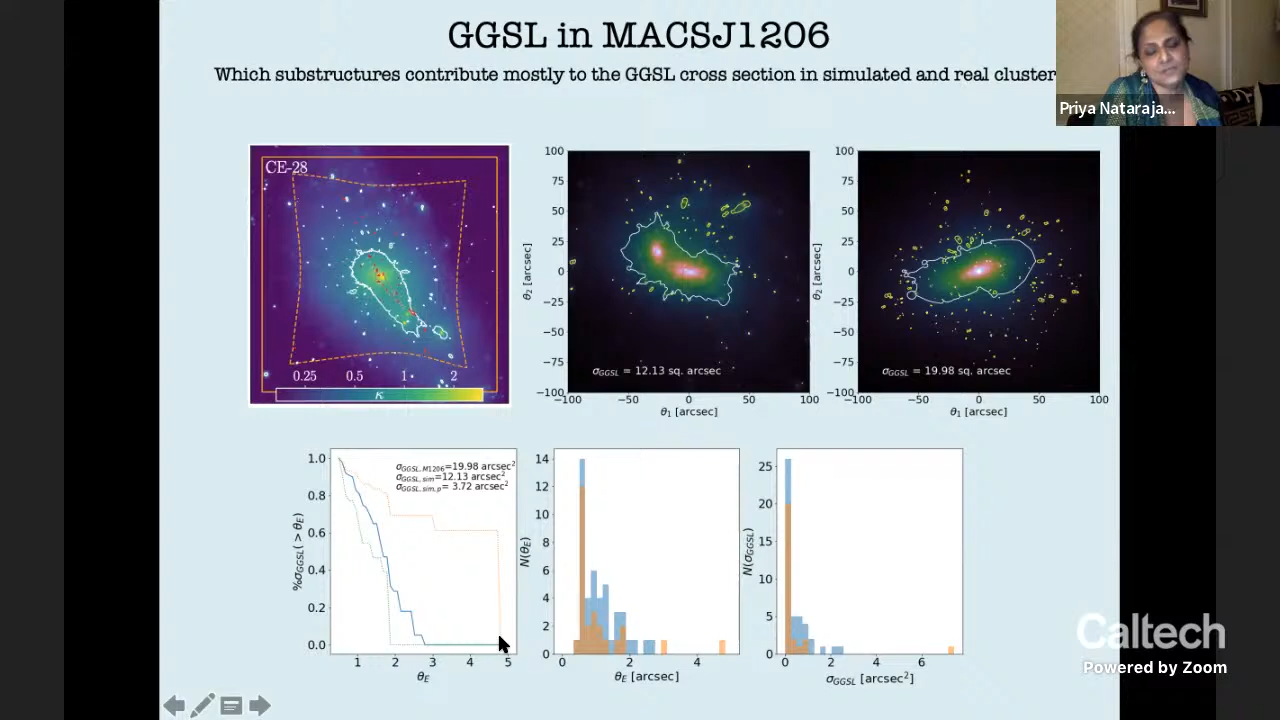 GGSL in MACSJ1206
Which substructures contribute mostly to the GGSL cross section in simulated and real cluster
Priya Nataraja...
CE-28
0.25 0.5 1 2
κ
100
75
50
25
0
−25
−50
−75
−100
θ2 [arcsec]
σGGSL = 12.13 sq. arcsec
−100 −50 0 50 100
θ1 [arcsec]
100
75
50
25
0
−25
−50
−75
−100
θ2 [arcsec]
σGGSL = 19.98 sq. arcsec
−100 −50 0 50 100
θ1 [arcsec]
1.0
0.8
0.6
0.4
0.2
0.0
%σGGSL( > θE)
σGGSL,M1206=19.98 arcsec²
σGGSL,sim=12.13 arcsec²
σGGSL,sim,p= 3.72 arcsec²
1 2 3 4 5
θE
14
12
10
8
6
4
2
0
N(θE)
0 2 4
θE [arcsec]
25
20
15
10
5
0
N(σGGSL)
0 2 4 6
σGGSL [arcsec²]
Caltech
Powered by Zoom